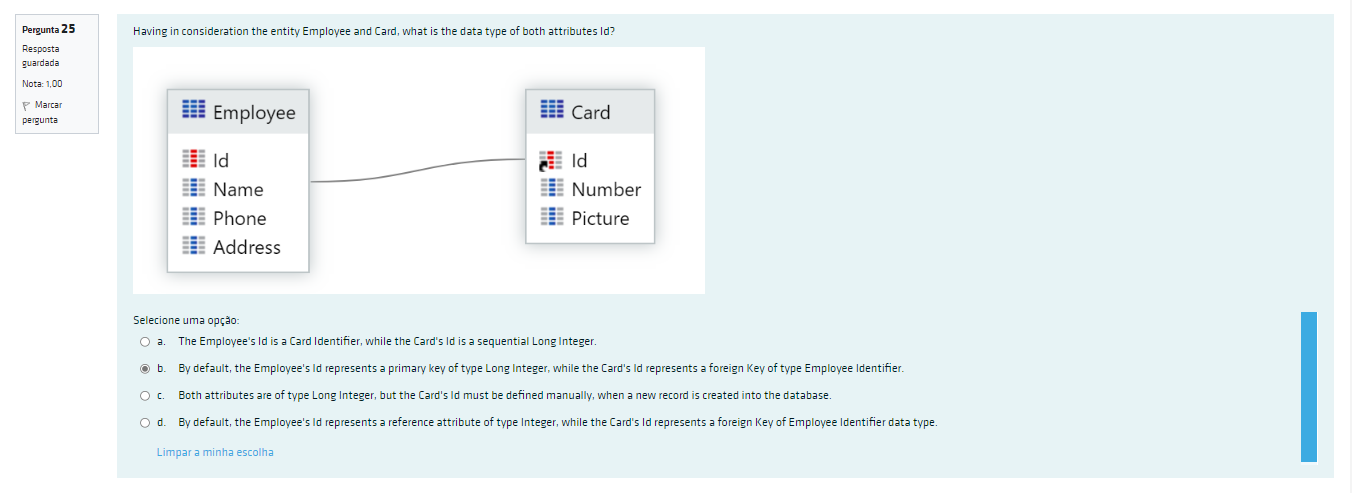 Pergunta 25
Resposta
guardada
Nota: 1,00
Marcar
pergunta
Having in consideration the entity Employee and Card, what is the data type of both attributes Id?
Employee
Id
Name
Phone
Address
Card
Id
Number
Picture
Selecione uma opção:
a. The Employee's Id is a Card Identifier, while the Card's Id is a sequential Long Integer.
b. By default, the Employee's Id represents a primary key of type Long Integer, while the Card's Id represents a foreign Key of type Employee Identifier.
c. Both attributes are of type Long Integer, but the Card's Id must be defined manually, when a new record is created into the database.
d. By default, the Employee's Id represents a reference attribute of type Integer, while the Card's Id represents a foreign Key of Employee Identifier data type.
Limpar a minha escolha